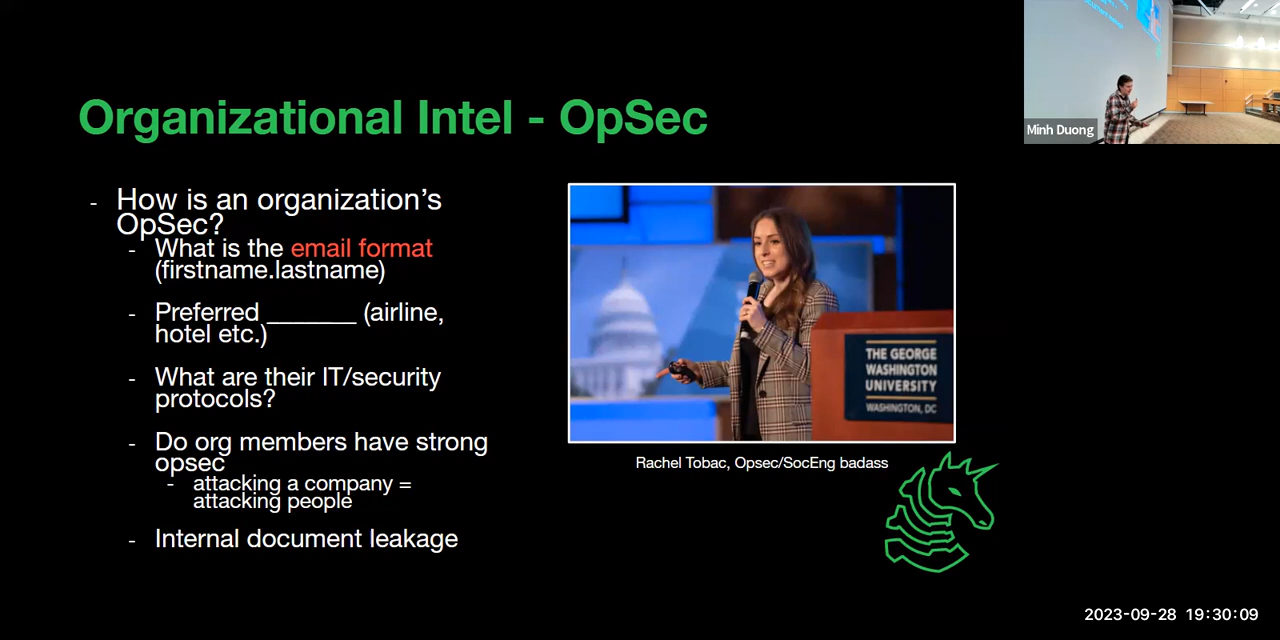 Organizational Intel - OpSec
- How is an organization's
OpSec?
- What is the email format
(firstname.lastname)
- Preferred _______ (airline,
hotel etc.)
- What are their IT/security
protocols?
- Do org members have strong
opsec
- attacking a company =
attacking people
- Internal document leakage
THE GEORGE
WASHINGTON
UNIVERSITY
WASHINGTON, DC
Rachel Tobac, Opsec/SocEng badass
Minh Duong
2023-09-28 19:30:09